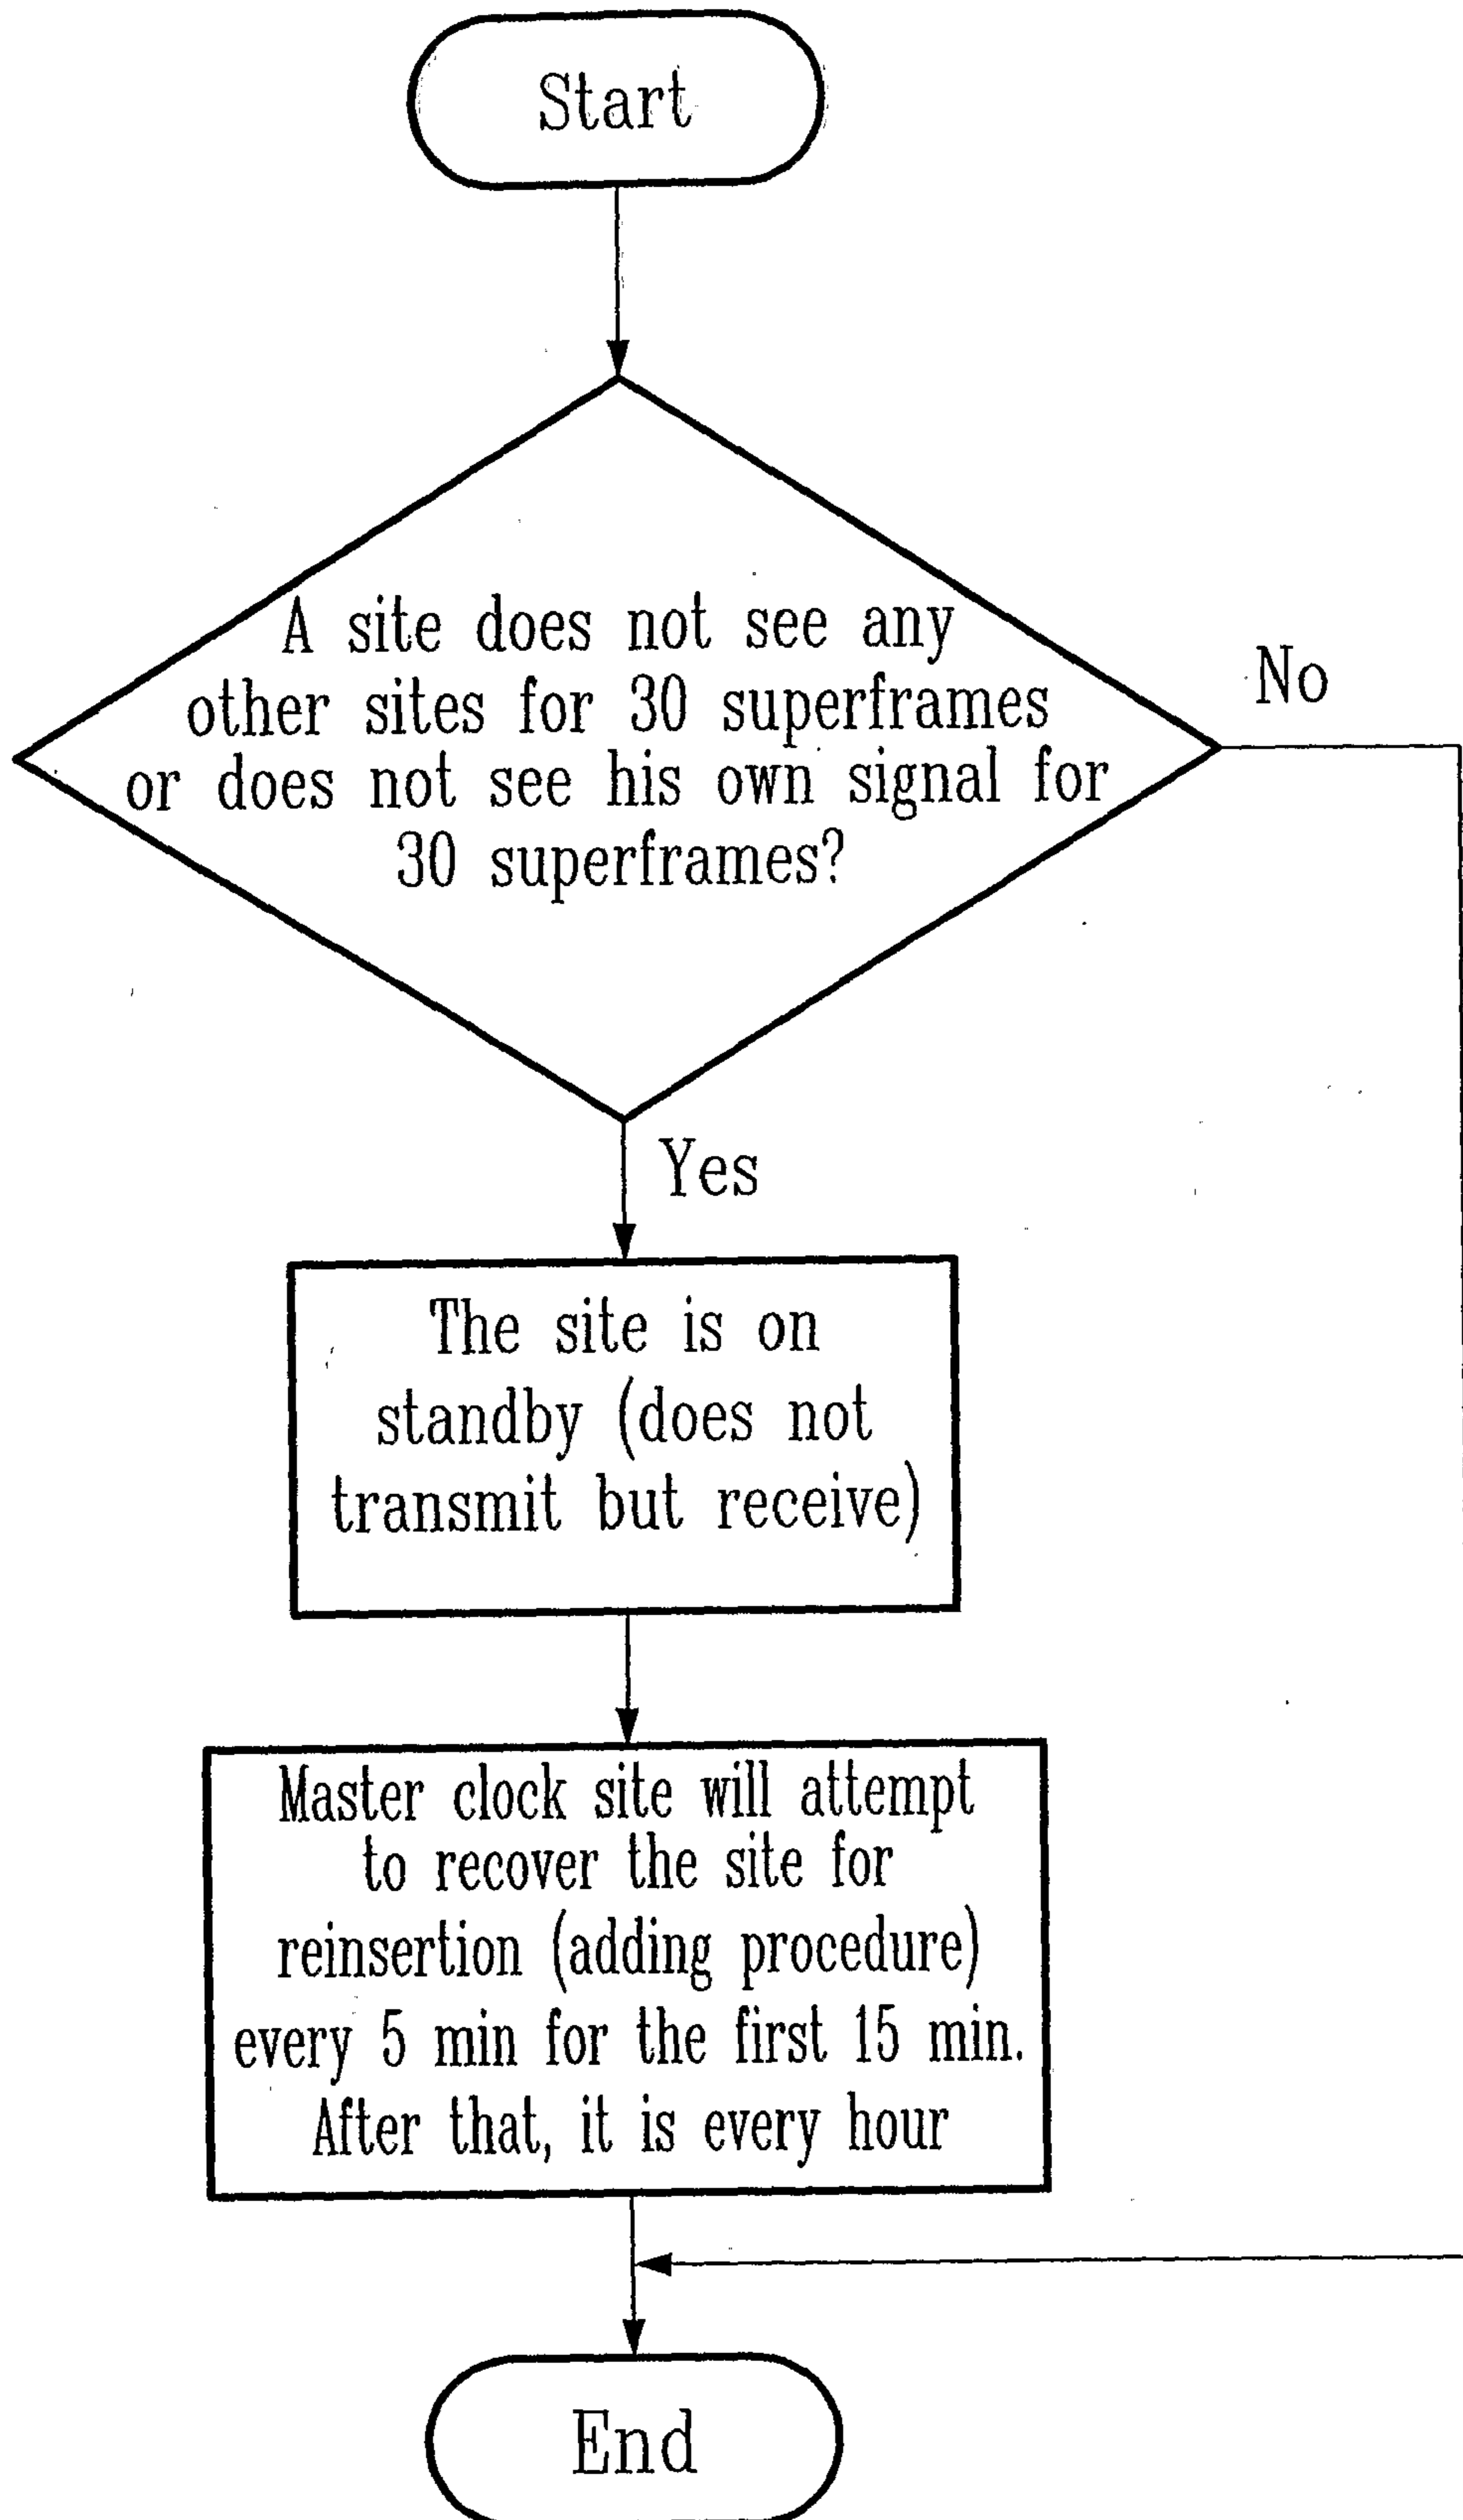 Start
A site does not see any
other sites for 30 superframes
or does not see his own signal for
30 superframes?
No
Yes
The site is on
standby (does not
transmit but receive)
Master clock site will attempt
to recover the site for
reinsertion (adding procedure)
every 5 min for the first 15 min.
After that, it is every hour
End